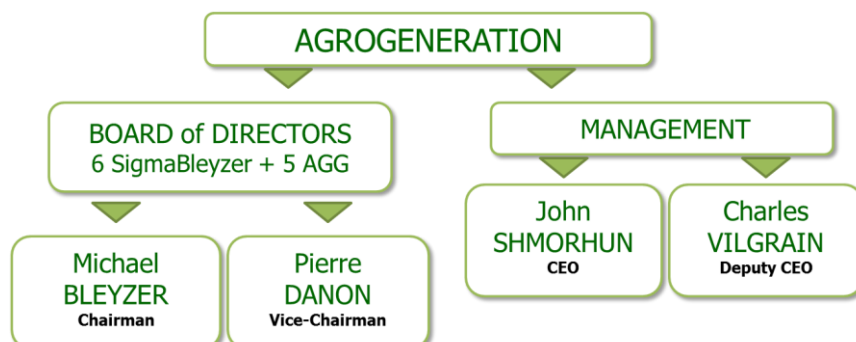 AGROGENERATION
BOARD of DIRECTORS
6 SigmaBleyzer + 5 AGG
MANAGEMENT
Michael
BLEYZER
Chairman
Pierre
DANON
Vice-Chairman
John
SHMORHUN
CEO
Charles
VILGRAIN
Deputy CEO